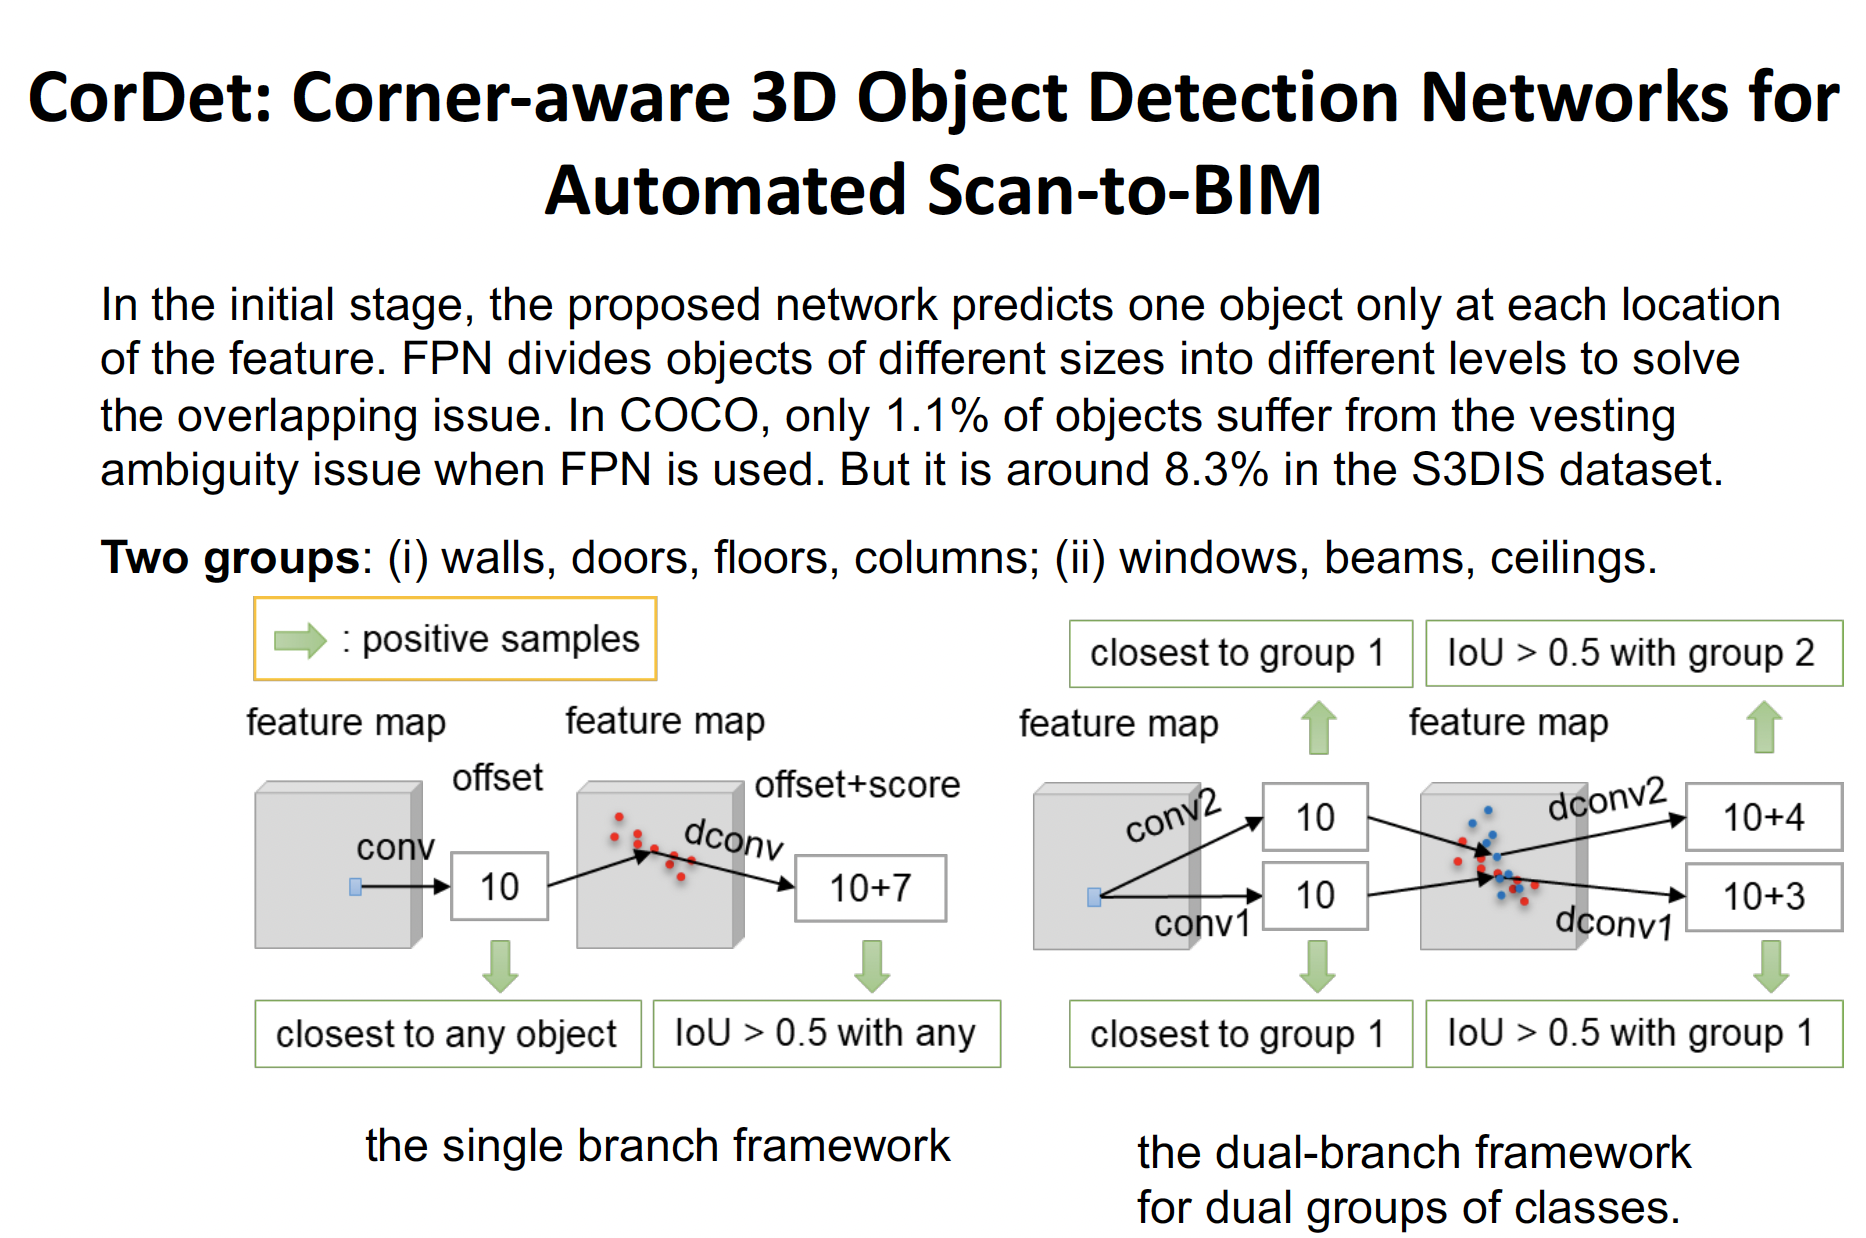 CorDet: Corner-aware 3D Object Detection Networks for
Automated Scan-to-BIM
In the initial stage, the proposed network predicts one object only at each location
of the feature. FPN divides objects of different sizes into different levels to solve
the overlapping issue. In COCO, only 1.1% of objects suffer from the vesting
ambiguity issue when FPN is used. But it is around 8.3% in the S3DIS dataset.
Two groups: (i) walls, doors, floors, columns; (ii) windows, beams, ceilings.
: positive samples
feature map
offset
feature map
offset+score
conv
10
dconv
10+7
closest to any object
IoU > 0.5 with any
the single branch framework
closest to group 1
IoU > 0.5 with group 2
feature map
feature map
conv2
10
dconv2
10+4
conv1
10
dconv1
10+3
closest to group 1
IoU > 0.5 with group 1
the dual-branch framework
for dual groups of classes.